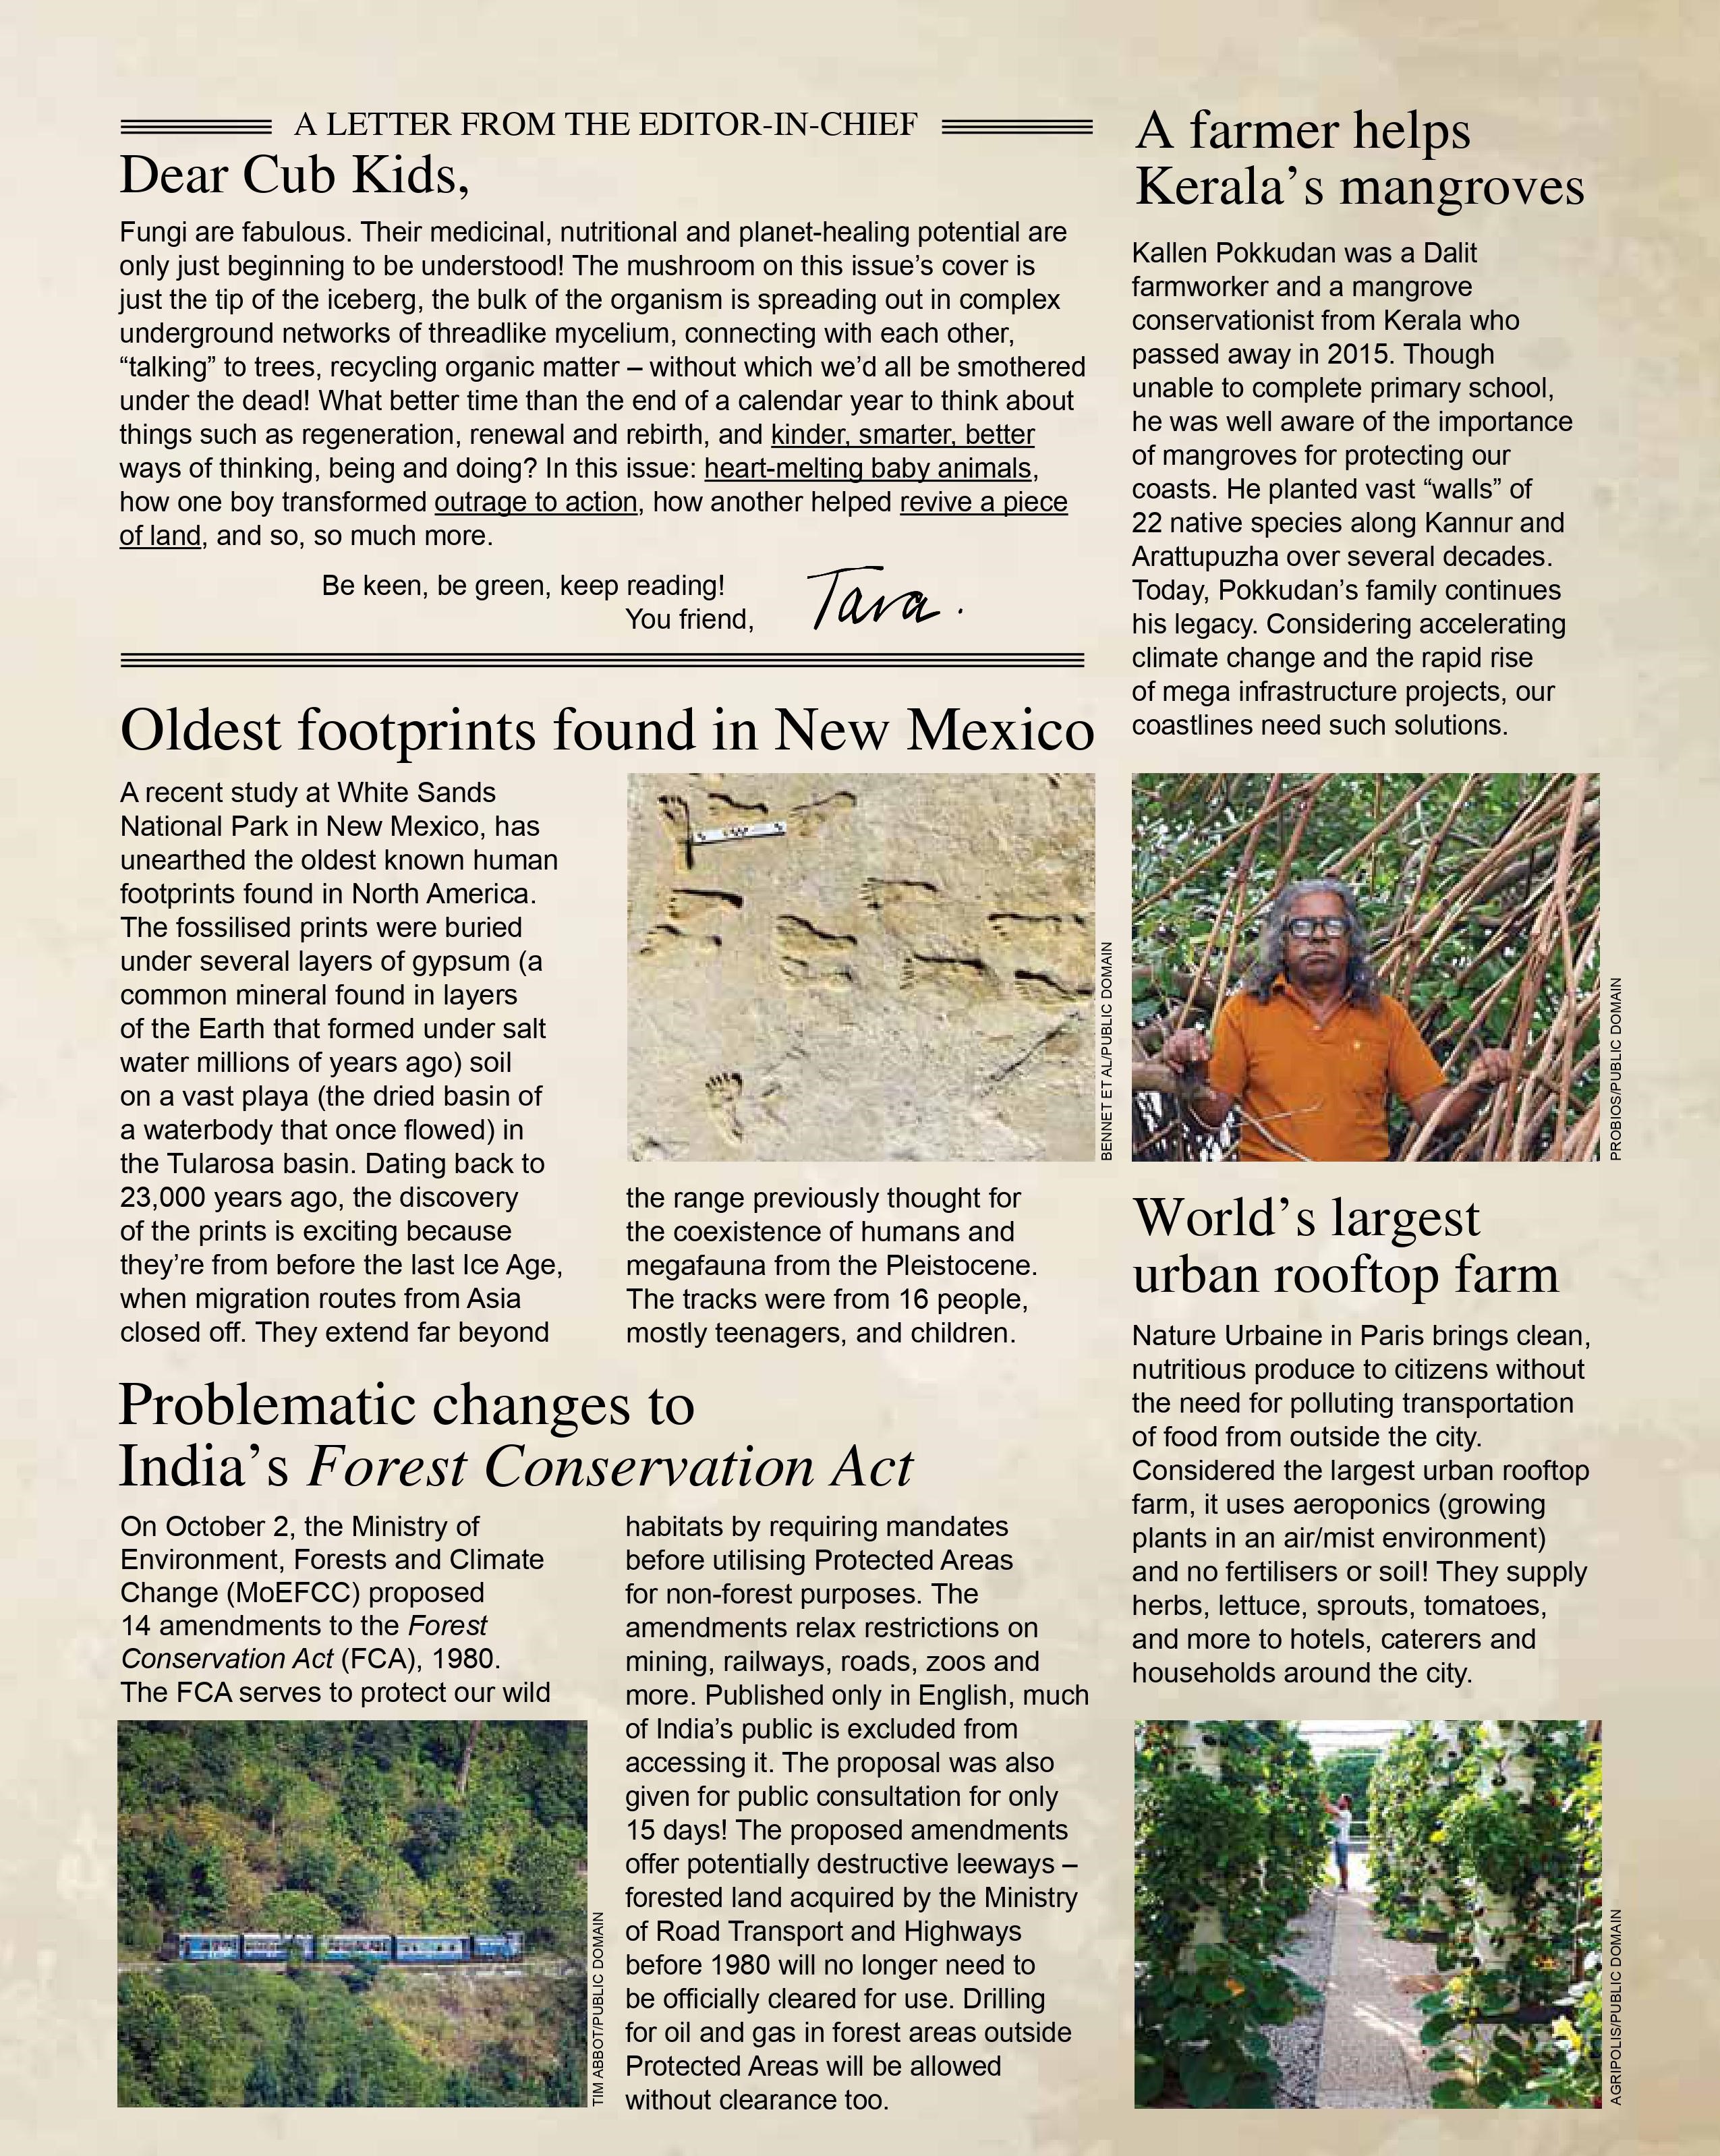 A LETTER FROM THE EDITOR-IN-CHIEF
Dear Cub Kids,
Fungi are fabulous. Their medicinal, nutritional and planet-healing potential are
only just beginning to be understood! The mushroom on this issue’s cover is
just the tip of the iceberg, the bulk of the organism is spreading out in complex
underground networks of threadlike mycelium, connecting with each other,
“talking” to trees, recycling organic matter – without which we’d all be smothered
under the dead! What better time than the end of a calendar year to think about
things such as regeneration, renewal and rebirth, and kinder, smarter, better
ways of thinking, being and doing? In this issue: heart-melting baby animals,
how one boy transformed outrage to action, how another helped revive a piece
of land, and so, so much more.
Be keen, be green, keep reading!
You friend,
Tara.
Oldest footprints found in New Mexico
A recent study at White Sands
National Park in New Mexico, has
unearthed the oldest known human
footprints found in North America.
The fossilised prints were buried
under several layers of gypsum (a
common mineral found in layers
of the Earth that formed under salt
water millions of years ago) soil
on a vast playa (the dried basin of
a waterbody that once flowed) in
the Tularosa basin. Dating back to
23,000 years ago, the discovery
of the prints is exciting because
they’re from before the last Ice Age,
when migration routes from Asia
closed off. They extend far beyond
BENNET ET AL/PUBLIC DOMAIN
the range previously thought for
the coexistence of humans and
megafauna from the Pleistocene.
The tracks were from 16 people,
mostly teenagers, and children.
Problematic changes to
India’s Forest Conservation Act
On October 2, the Ministry of
Environment, Forests and Climate
Change (MoEFCC) proposed
14 amendments to the Forest
Conservation Act (FCA), 1980.
The FCA serves to protect our wild
TIM ABBOT/PUBLIC DOMAIN
habitats by requiring mandates
before utilising Protected Areas
for non-forest purposes. The
amendments relax restrictions on
mining, railways, roads, zoos and
more. Published only in English, much
of India’s public is excluded from
accessing it. The proposal was also
given for public consultation for only
15 days! The proposed amendments
offer potentially destructive leeways –
forested land acquired by the Ministry
of Road Transport and Highways
before 1980 will no longer need to
be officially cleared for use. Drilling
for oil and gas in forest areas outside
Protected Areas will be allowed
without clearance too.
A farmer helps
Kerala’s mangroves
Kallen Pokkudan was a Dalit
farmworker and a mangrove
conservationist from Kerala who
passed away in 2015. Though
unable to complete primary school,
he was well aware of the importance
of mangroves for protecting our
coasts. He planted vast “walls” of
22 native species along Kannur and
Arattupuzha over several decades.
Today, Pokkudan’s family continues
his legacy. Considering accelerating
climate change and the rapid rise
of mega infrastructure projects, our
coastlines need such solutions.
PROBIOS/PUBLIC DOMAIN
World’s largest
urban rooftop farm
Nature Urbaine in Paris brings clean,
nutritious produce to citizens without
the need for polluting transportation
of food from outside the city.
Considered the largest urban rooftop
farm, it uses aeroponics (growing
plants in an air/mist environment)
and no fertilisers or soil! They supply
herbs, lettuce, sprouts, tomatoes,
and more to hotels, caterers and
households around the city.
AGRIPOLIS/PUBLIC DOMAIN